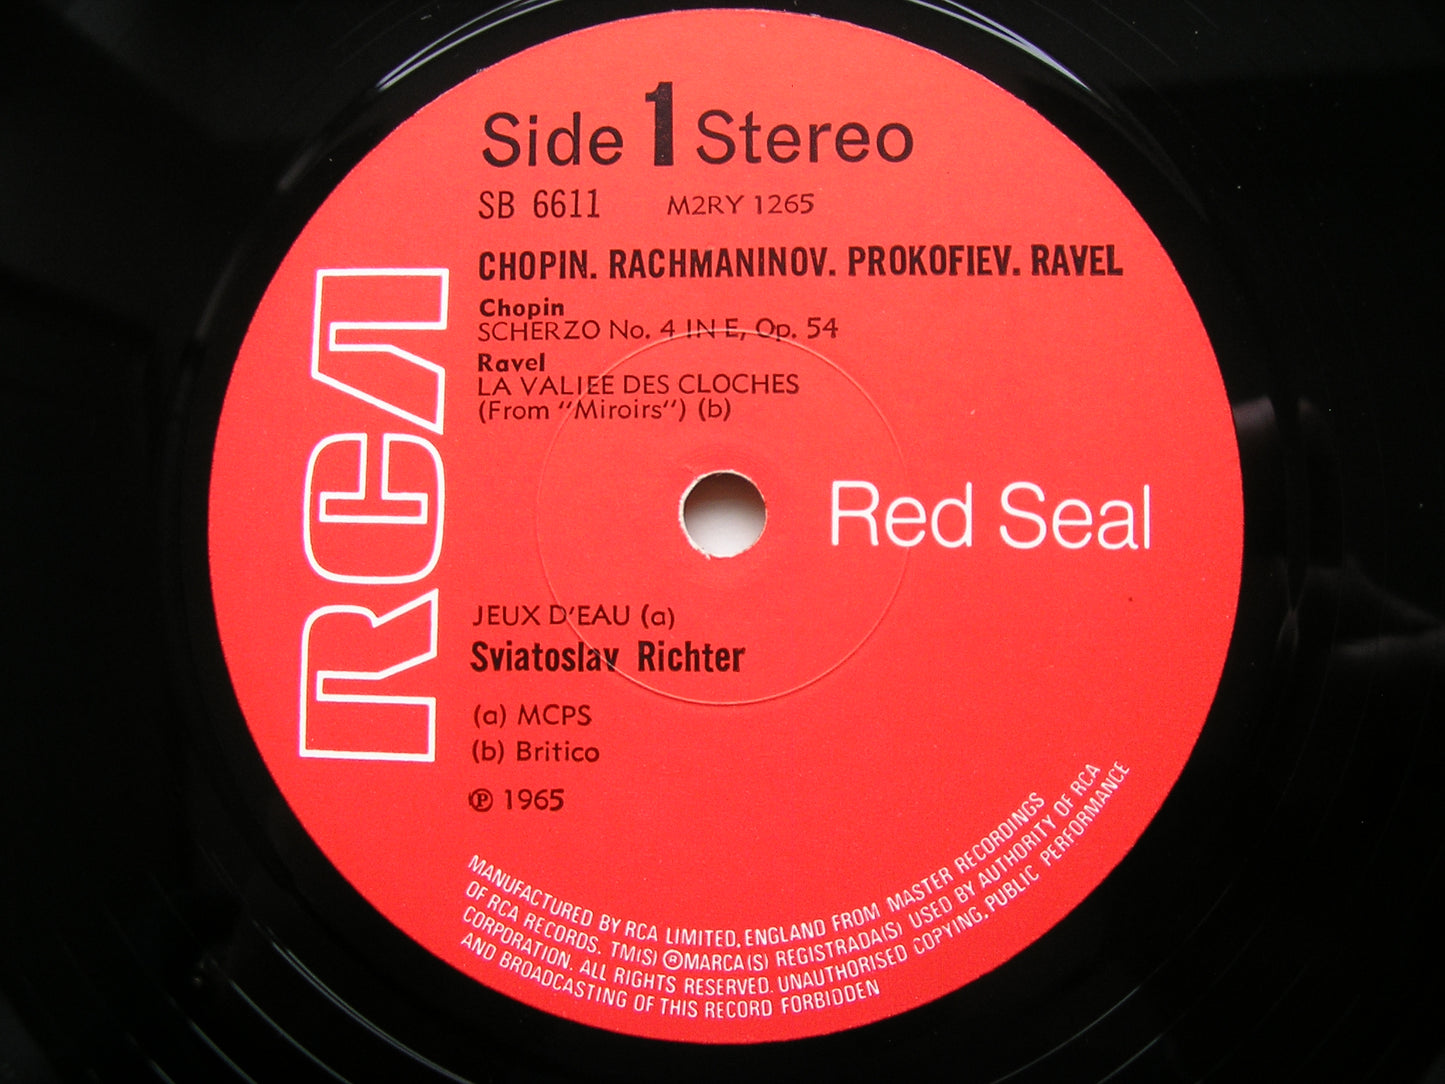 Side 1 Stereo
SB 6611 M2RY 1265
CHOPIN. RACHMANINOV. PROKOFIEV. RAVEL
Chopin
SCHERZO No. 4 IN E, Op. 54
Ravel
LA VALIEE DES CLOCHES
(From "Miroirs") (b)
RCA
Red Seal
JEUX D'EAU (a)
Sviatoslav Richter
(a) MCPS
(b) Britico
℗ 1965
MANUFACTURED BY RCA LIMITED, ENGLAND FROM MASTER RECORDINGS
OF RCA RECORDS. TM(S) ®MARCA(S) REGISTRADA(S) USED BY AUTHORITY OF RCA
CORPORATION. ALL RIGHTS RESERVED. UNAUTHORISED COPYING, PUBLIC PERFORMANCE
AND BROADCASTING OF THIS RECORD FORBIDDEN